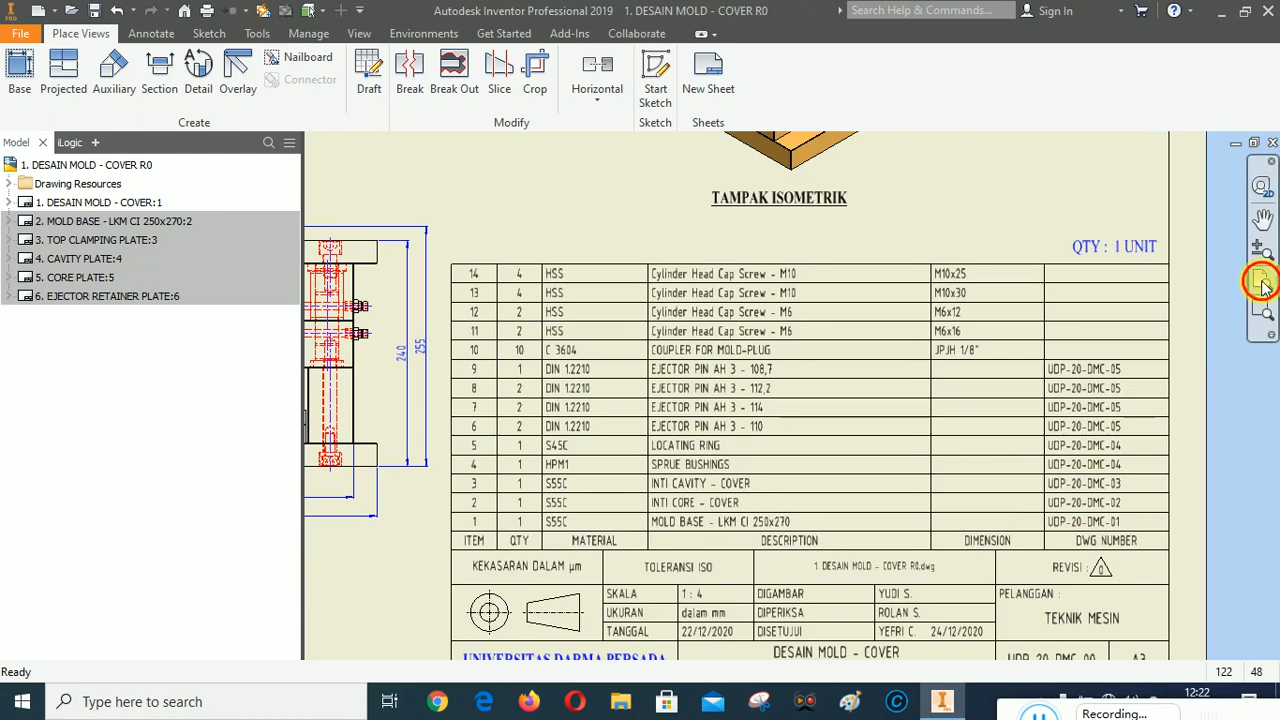 Autodesk Inventor Professional 2019 1. DESAIN MOLD - COVER R0
Search Help & Commands...
Sign In
PRO
File
Place Views
Annotate
Sketch
Tools
Manage
View
Environments
Get Started
Add-Ins
Collaborate
Base
Projected
Auxiliary
Section
Detail
Overlay
Nailboard
Connector
Draft
Break
Break Out
Slice
Crop
Horizontal
Start
Sketch
New Sheet
Create
Modify
Sketch
Sheets
Model
iLogic
1. DESAIN MOLD - COVER R0
Drawing Resources
1. DESAIN MOLD - COVER:1
2. MOLD BASE - LKM CI 250x270:2
3. TOP CLAMPING PLATE:3
4. CAVITY PLATE:4
5. CORE PLATE:5
6. EJECTOR RETAINER PLATE:6
2D
TAMPAK ISOMETRIK
QTY : 1 UNIT
240
255
14 4 HSS Cylinder Head Cap Screw - M10 M10x25
13 4 HSS Cylinder Head Cap Screw - M10 M10x30
12 2 HSS Cylinder Head Cap Screw - M6 M6x12
11 2 HSS Cylinder Head Cap Screw - M6 M6x16
10 10 C 3604 COUPLER FOR MOLD-PLUG JPJH 1/8"
9 1 DIN 1.2210 EJECTOR PIN AH 3 - 108,7 UDP-20-DMC-05
8 2 DIN 1.2210 EJECTOR PIN AH 3 - 112,2 UDP-20-DMC-05
7 2 DIN 1.2210 EJECTOR PIN AH 3 - 114 UDP-20-DMC-05
6 2 DIN 1.2210 EJECTOR PIN AH 3 - 110 UDP-20-DMC-05
5 1 S45C LOCATING RING UDP-20-DMC-04
4 1 HPM1 SPRUE BUSHINGS UDP-20-DMC-04
3 1 S55C INTI CAVITY - COVER UDP-20-DMC-03
2 1 S55C INTI CORE - COVER UDP-20-DMC-02
1 1 S55C MOLD BASE - LKM CI 250x270 UDP-20-DMC-01
ITEM QTY MATERIAL DESCRIPTION DIMENSION DWG NUMBER
KEKASARAN DALAM µm TOLERANSI ISO 1. DESAIN MOLD - COVER R0.dwg REVISI : 0
SKALA 1 : 4 DIGAMBAR YUDI S. PELANGGAN :
UKURAN dalam mm DIPERIKSA ROLAN S. TEKNIK MESIN
TANGGAL 22/12/2020 DISETUJUI YEFRI C. 24/12/2020
UNIVERSITAS DARMA PERSADA DESAIN MOLD - COVER UDP-20-DMC-00 A3
Ready
122 48
Type here to search
12:22
Recording...